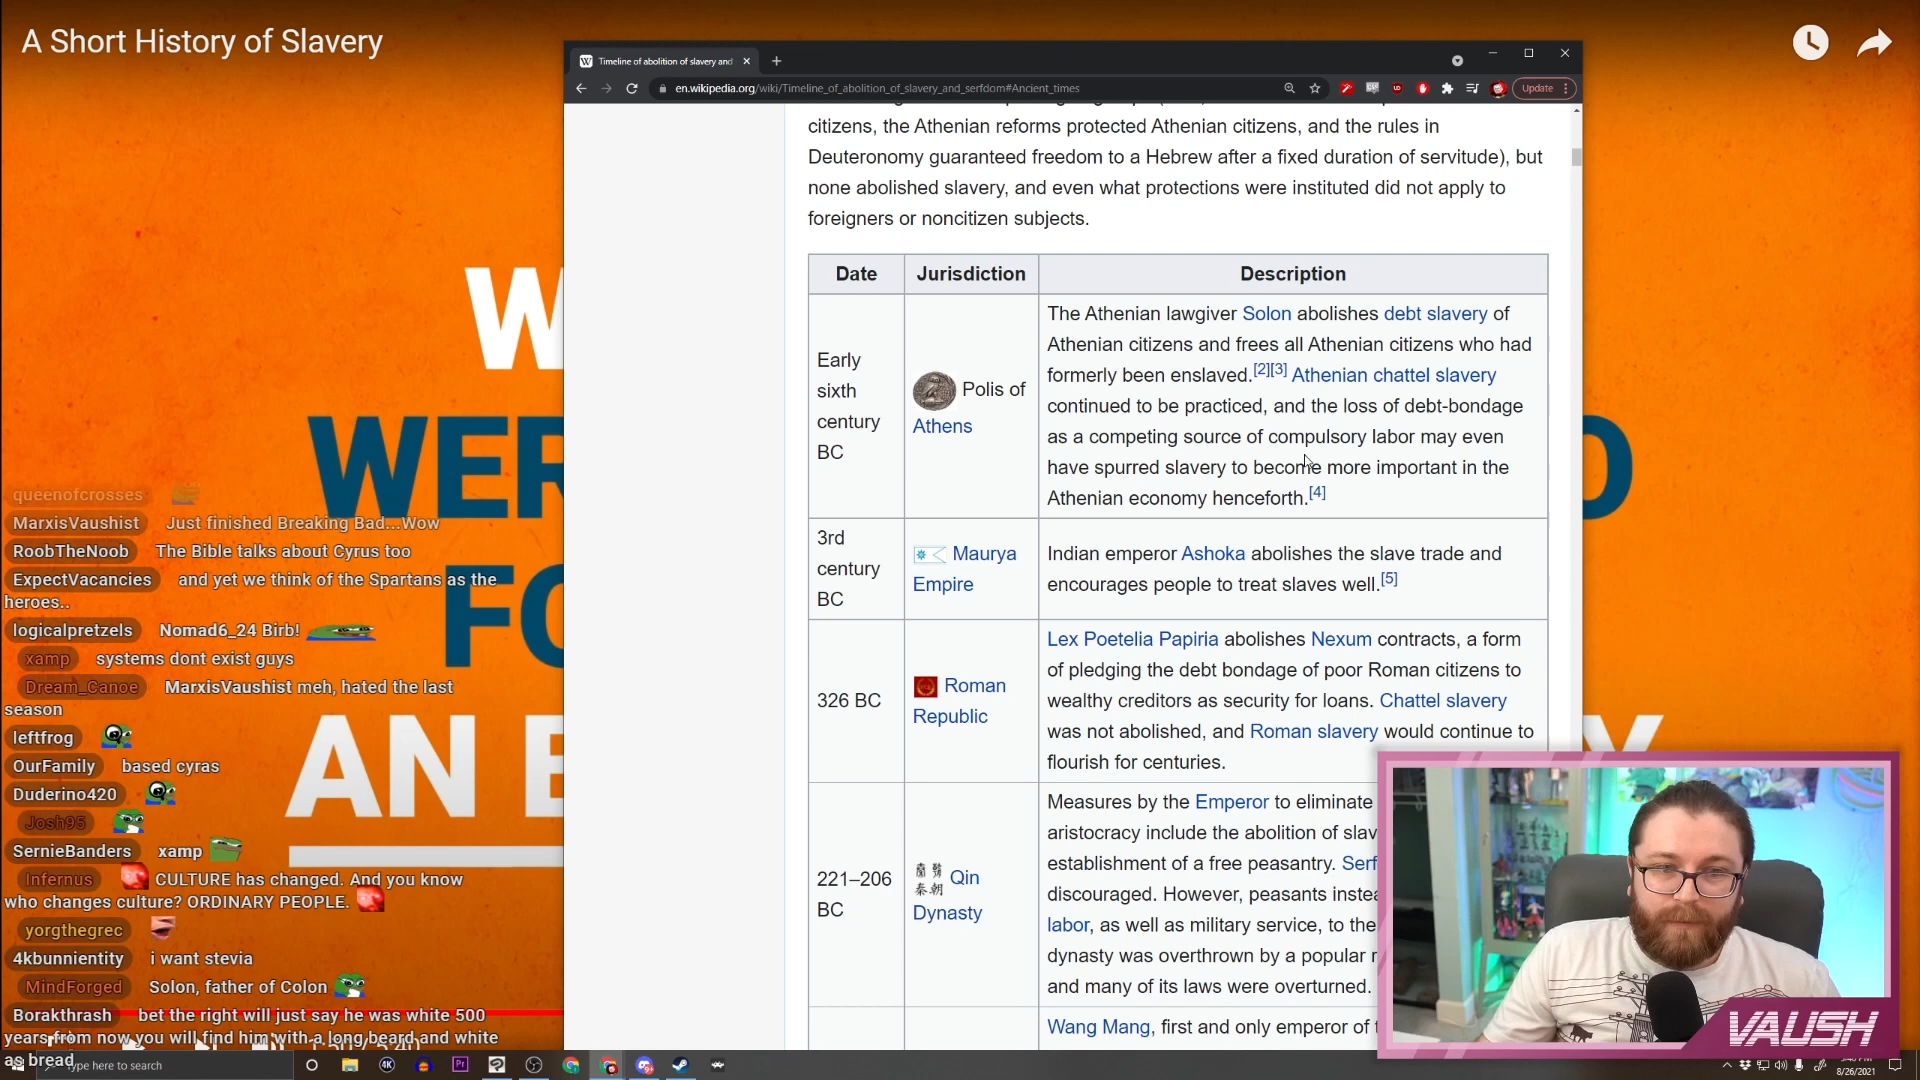 A Short History of Slavery
W
WER
FO
AN E
O
Y
Timeline of abolition of slavery and
en.wikipedia.org/wiki/Timeline_of_abolition_of_slavery_and_serfdom#Ancient_times
Update
citizens, the Athenian reforms protected Athenian citizens, and the rules in
Deuteronomy guaranteed freedom to a Hebrew after a fixed duration of servitude), but
none abolished slavery, and even what protections were instituted did not apply to
foreigners or noncitizen subjects.
Date Jurisdiction Description
Early
sixth
century
BC
Polis of
Athens
The Athenian lawgiver Solon abolishes debt slavery of
Athenian citizens and frees all Athenian citizens who had
formerly been enslaved.[2][3] Athenian chattel slavery
continued to be practiced, and the loss of debt-bondage
as a competing source of compulsory labor may even
have spurred slavery to become more important in the
Athenian economy henceforth.[4]
3rd
century
BC
Maurya
Empire
Indian emperor Ashoka abolishes the slave trade and
encourages people to treat slaves well.[5]
326 BC
Roman
Republic
Lex Poetelia Papiria abolishes Nexum contracts, a form
of pledging the debt bondage of poor Roman citizens to
wealthy creditors as security for loans. Chattel slavery
was not abolished, and Roman slavery would continue to
flourish for centuries.
221–206
BC
Qin
Dynasty
Measures by the Emperor to eliminate
aristocracy include the abolition of slav
establishment of a free peasantry. Serf
discouraged. However, peasants instea
labor, as well as military service, to the
dynasty was overthrown by a popular r
and many of its laws were overturned.
Wang Mang, first and only emperor of t
queenofcrosses
MarxisVaushist Just finished Breaking Bad...Wow
RoobTheNoob The Bible talks about Cyrus too
ExpectVacancies and yet we think of the Spartans as the
heroes..
logicalpretzels Nomad6_24 Birb!
xamp systems dont exist guys
Dream_Canoe MarxisVaushist meh, hated the last
season
leftfrog
OurFamily based cyras
Duderino420
Josh95
SernieBanders xamp
Infernus CULTURE has changed. And you know
who changes culture? ORDINARY PEOPLE.
yorgthegrec
4kbunnientity i want stevia
MindForged Solon, father of Colon
Borakthrash bet the right will just say he was white 500
years from now you will find him with a long beard and white
as bread
Type here to search
VAUSH
8/26/2021